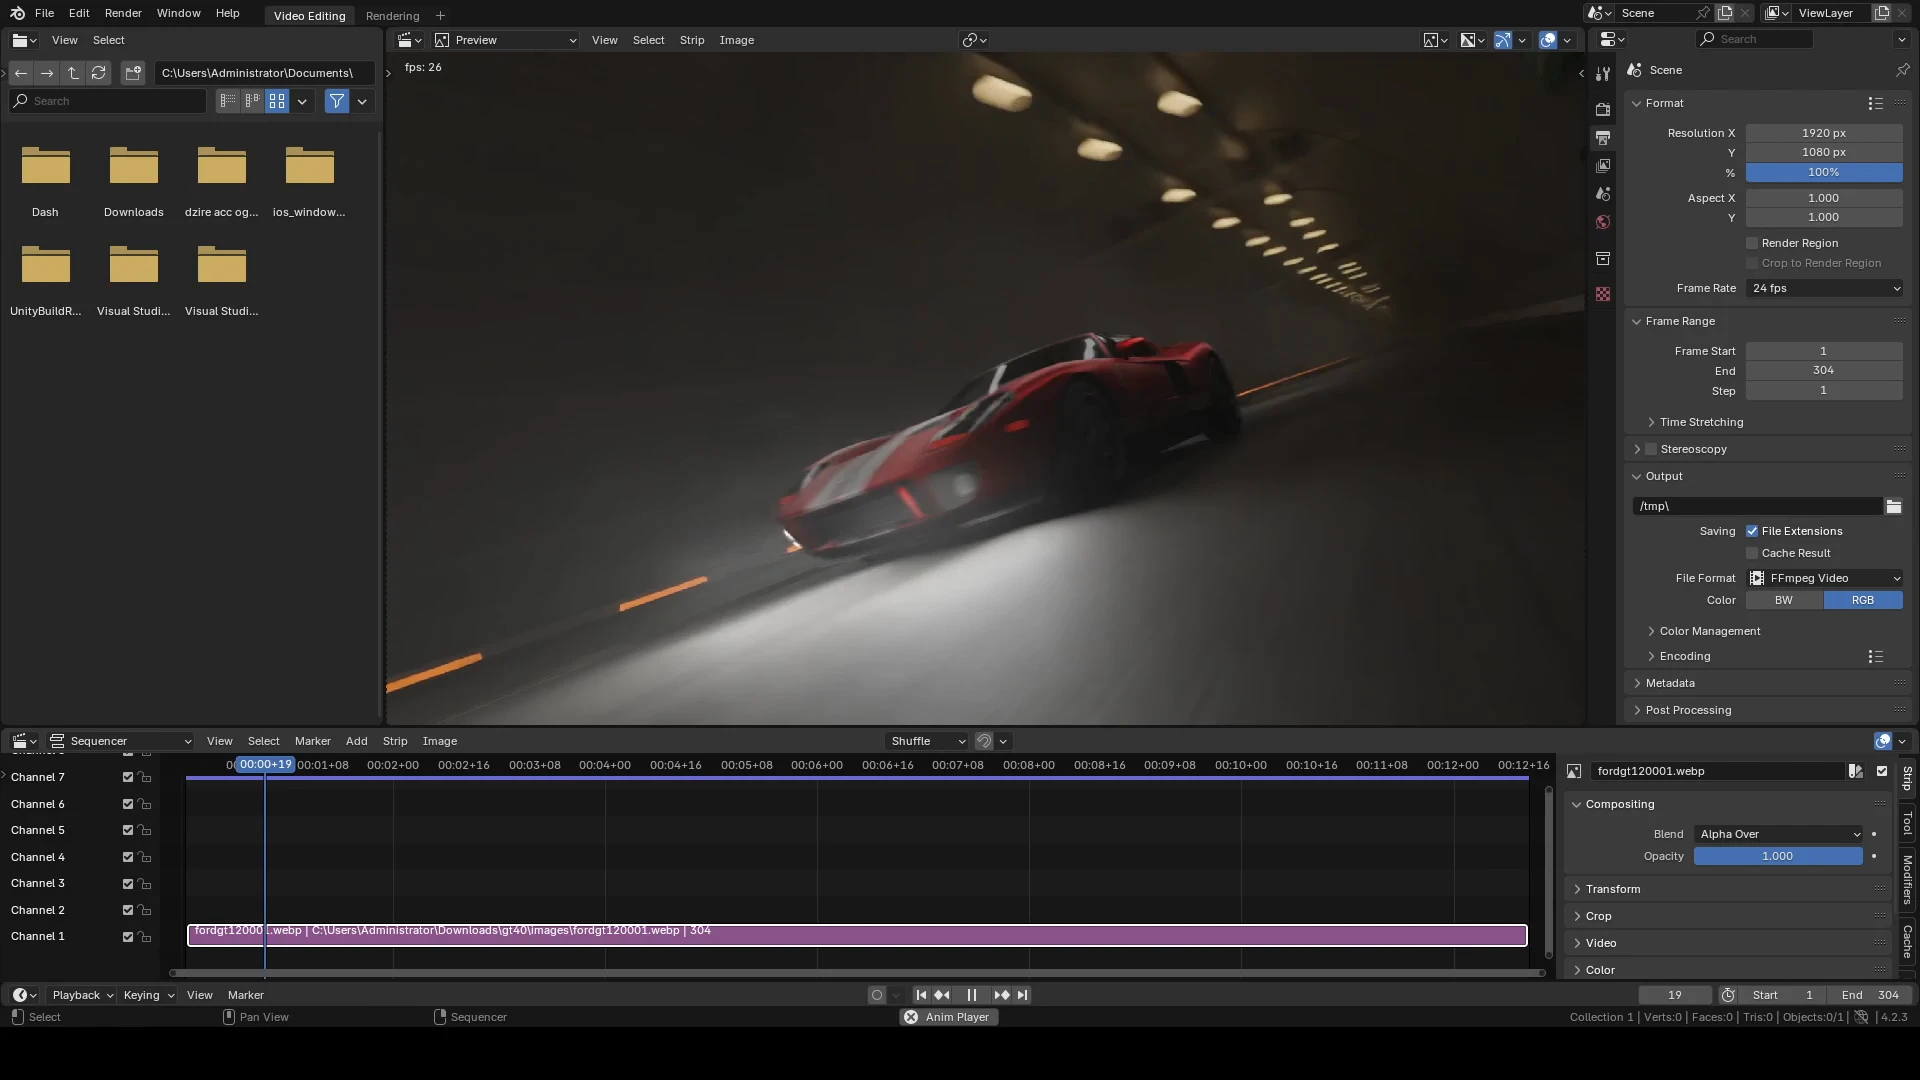 File Edit Render Window Help Video Editing Rendering + Scene ViewLayer
View Select
Preview View Select Strip Image
Search
C:\Users\Administrator\Documents\
Search
fps: 26
Dash Downloads dzire acc og... ios_window...
UnityBuildR... Visual Studi... Visual Studi...
Scene
Format
Resolution X 1920 px
Y 1080 px
% 100%
Aspect X 1.000
Y 1.000
Render Region
Crop to Render Region
Frame Rate 24 fps
Frame Range
Frame Start 1
End 304
Step 1
Time Stretching
Stereoscopy
Output
/tmp\
Saving File Extensions
Cache Result
File Format FFmpeg Video
Color BW RGB
Color Management
Encoding
Metadata
Post Processing
Sequencer View Select Marker Add Strip Image Shuffle
00:00+19 00:01+08 00:02+00 00:02+16 00:03+08 00:04+00 00:04+16 00:05+08 00:06+00 00:06+16 00:07+08 00:08+00 00:08+16 00:09+08 00:10+00 00:10+16 00:11+08 00:12+00 00:12+16
Channel 7
Channel 6
Channel 5
Channel 4
Channel 3
Channel 2
Channel 1
fordgt120001.webp | C:\Users\Administrator\Downloads\gt40\images\fordgt120001.webp | 304
fordgt120001.webp
Compositing
Blend Alpha Over
Opacity 1.000
Transform
Crop
Video
Color
Strip
Tool
Modifiers
Cache
Playback Keying View Marker 19 Start 1 End 304
Select Pan View Sequencer Anim Player Collection 1 | Verts:0 | Faces:0 | Tris:0 | Objects:0/1 | 4.2.3